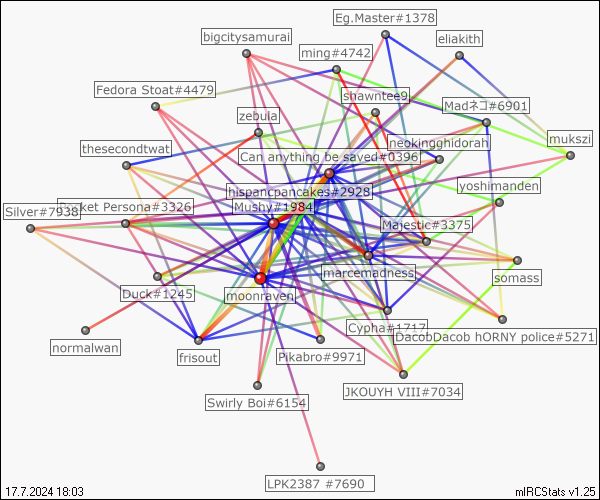 Eg.Master#1378
bigcitysamurai
eliakith
ming#4742
Fedora Stoat#4479
shawntee9
Madネコ#6901
zebula
neokingghidorah
mukszi
thesecondtwat
Can anything be saved#0396
yoshimanden
hispanicpancakes#2928
Silver#7938
Pocket Persona#3326
Mushy#1984
Majestic#3375
marcemadness
somass
Duck#1245
moonraven
Cypha#1717
DacobDacob hORNY police#5271
normalwan
frisout
Pikabro#9971
JKOUYH VIII#7034
Swirly Boi#6154
LPK2387 #7690
17.7.2024 18:03
mIRCStats v1.25